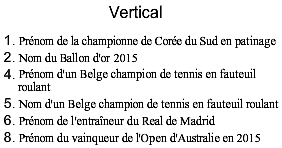 Vertical
1. Prénom de la championne de Corée du Sud en patinage
2. Nom du Ballon d'or 2015
4. Prénom d'un Belge champion de tennis en fauteuil
roulant
5. Nom d'un Belge champion de tennis en fauteuil roulant
6. Prénom de l'entraîneur du Real de Madrid
8. Prénom du vainqueur de l'Open d'Australie en 2015